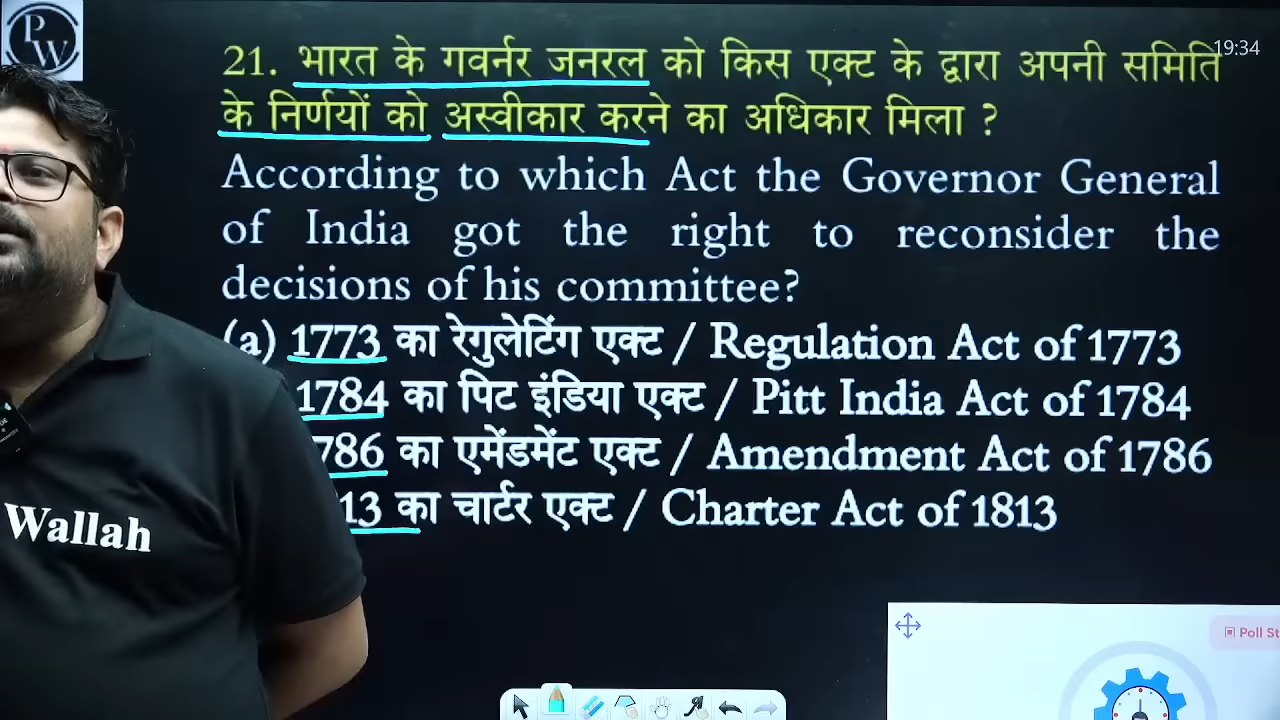 P
W
19:34
21. भारत के गवर्नर जनरल को किस एक्ट के द्वारा अपनी समिति
के निर्णयों को अस्वीकार करने का अधिकार मिला ?
According to which Act the Governor General
of India got the right to reconsider the
decisions of his committee?
(a) 1773 का रेगुलेटिंग एक्ट / Regulation Act of 1773
1784 का पिट इंडिया एक्ट / Pitt India Act of 1784
786 का एमेंडमेंट एक्ट / Amendment Act of 1786
13 का चार्टर एक्ट / Charter Act of 1813
Wallah
Poll St